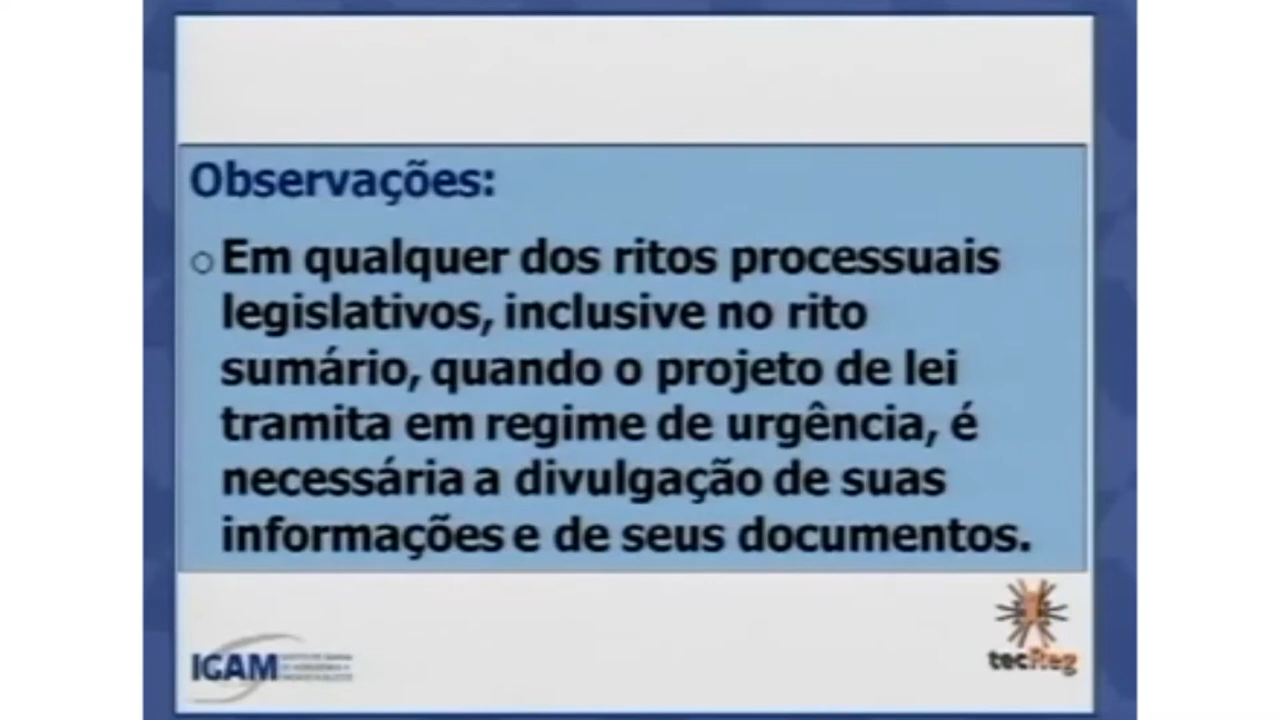 Observações:
Em qualquer dos ritos processuais
legislativos, inclusive no rito
sumário, quando o projeto de lei
tramita em regime de urgência, é
necessária a divulgação de suas
informações e de seus documentos.
IGAM
tecReg